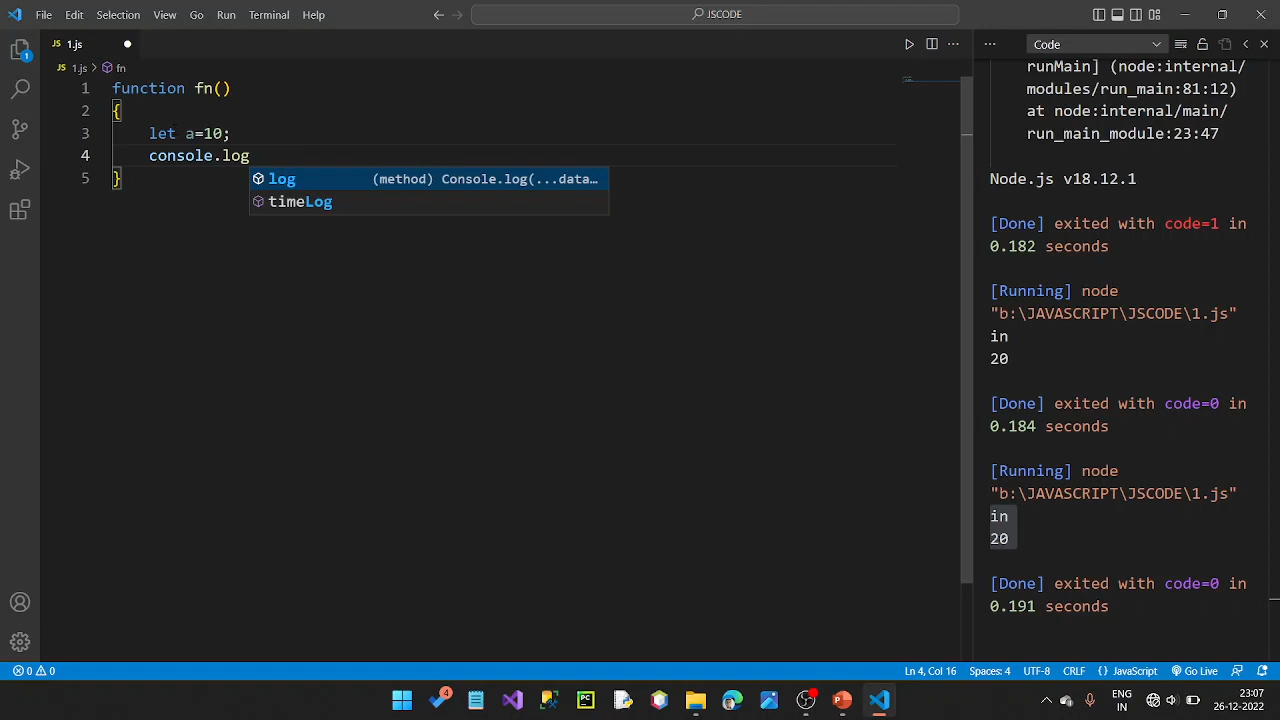 File Edit Selection View Go Run Terminal Help
JSCODE
1.js
1.js > fn
1 function fn()
2 {
3 let a=10;
4 console.log
5 }
log (method) Console.log(...data…
timeLog
Code
runMain] (node:internal/
modules/run_main:81:12)
at node:internal/main/
run_main_module:23:47
Node.js v18.12.1
[Done] exited with code=1 in
0.182 seconds
[Running] node
"b:\JAVASCRIPT\JSCODE\1.js"
in
20
[Done] exited with code=0 in
0.184 seconds
[Running] node
"b:\JAVASCRIPT\JSCODE\1.js"
in
20
[Done] exited with code=0 in
0.191 seconds
1
0 0
Ln 4, Col 16 Spaces: 4 UTF-8 CRLF {} JavaScript Go Live
4
PC
P
ENG
IN
23:07
26-12-2022